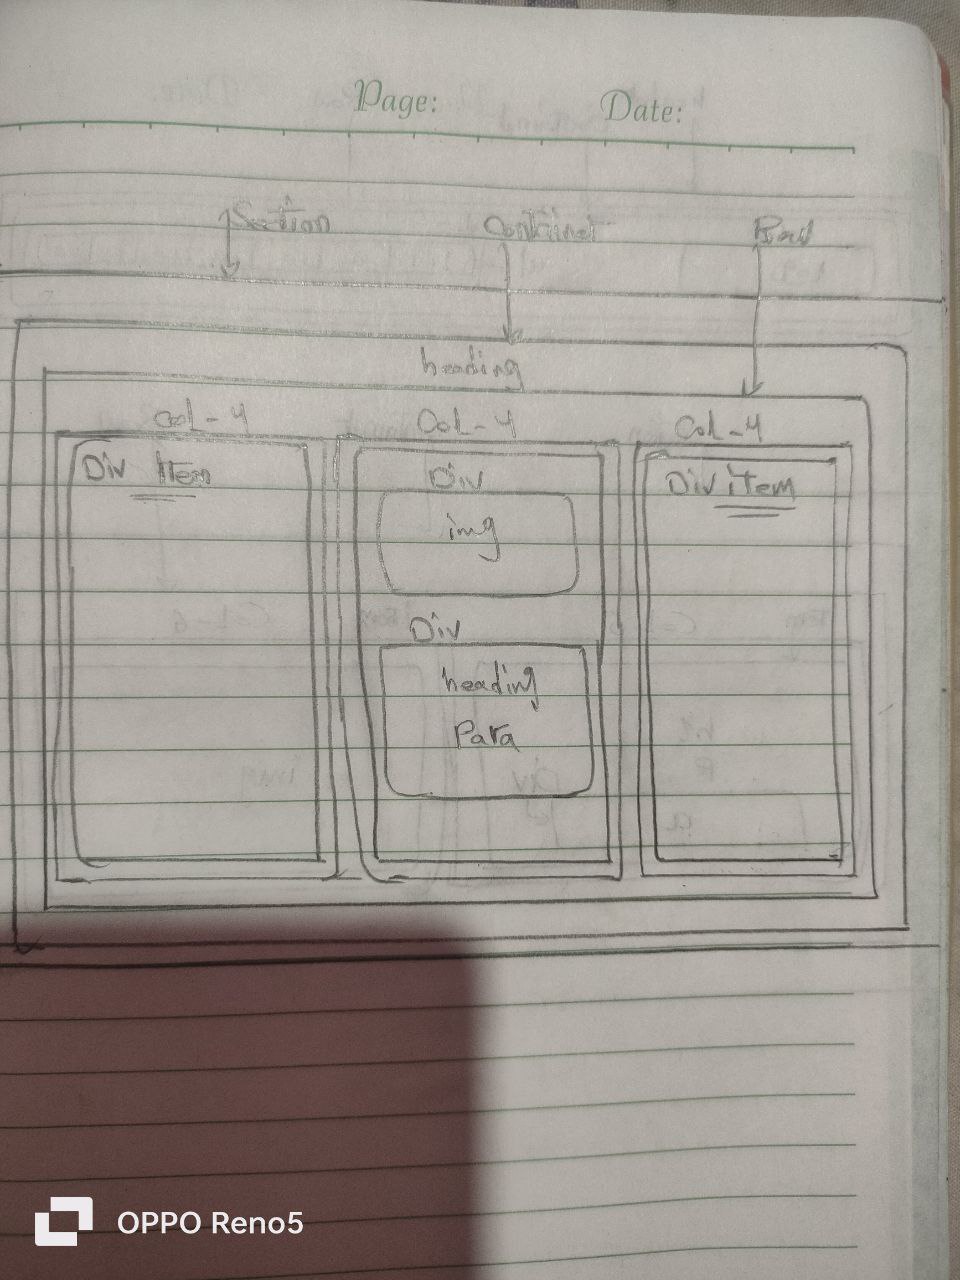 Page: Date:
Section Container Row
heading
Col-4 Col-4 Col-4
Div Item Div Div item
img
Div
heading
Para
OPPO Reno5